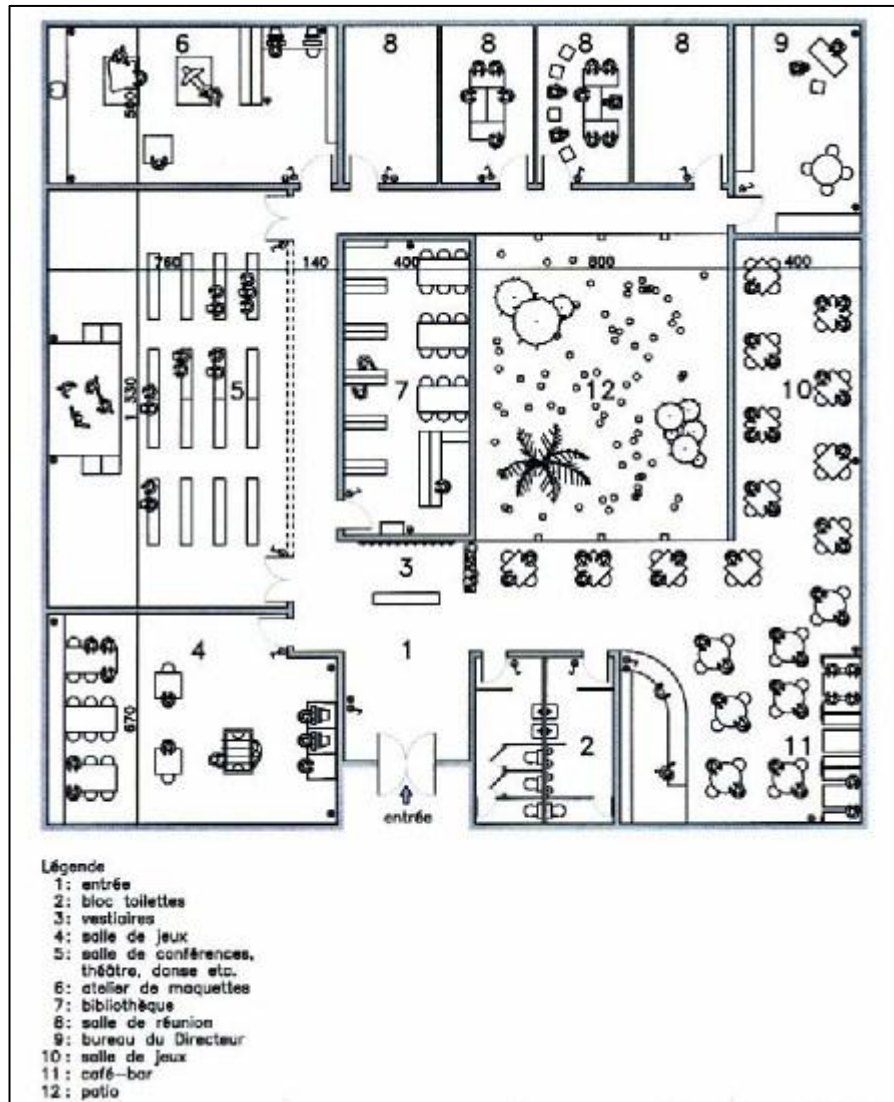 6
8
8
8
8
9
500
760
140
400
800
400
1 330
5
7
12
10
3
4
1
670
2
11
entrée
Légende
1: entrée
2: bloc toilettes
3: vestiaires
4: salle de jeux
5: salle de conférences,
théâtre, danse etc.
6: atelier de maquettes
7: bibliothèque
8: salle de réunion
9: bureau du Directeur
10: salle de jeux
11: café-bar
12: patio